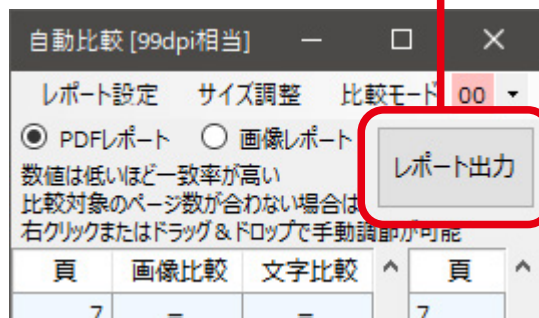 自動比較 [99dpi相当]
レポート設定 サイズ調整 比較モード 00
PDFレポート 画像レポート
レポート出力
数値は低いほど一致率が高い
比較対象のページ数が合わない場合は
右クリックまたはドラッグ&ドロップで手動調節が可能
頁 画像比較 文字比較 頁
7 – – 7